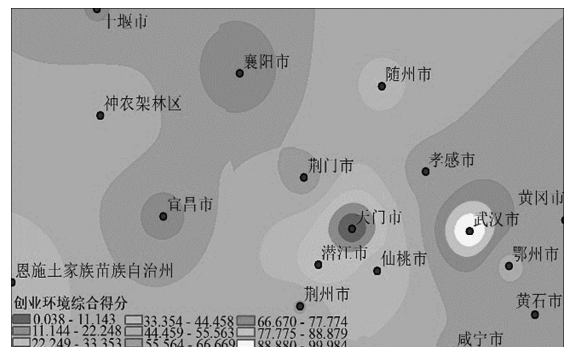 十堰市
襄阳市
随州市
神农架林区
荆门市
孝感市
宜昌市
黄冈市
天门市
武汉市
潜江市
仙桃市
鄂州市
恩施土家族苗族自治州
荆州市
黄石市
咸宁市
创业环境综合得分
0.038 - 11.143
33.354 - 44.458
66.670 - 77.774
11.144 - 22.248
44.459 - 55.563
77.775 - 88.879
22.249 - 33.353
55.564 - 66.669
88.880 - 99.984